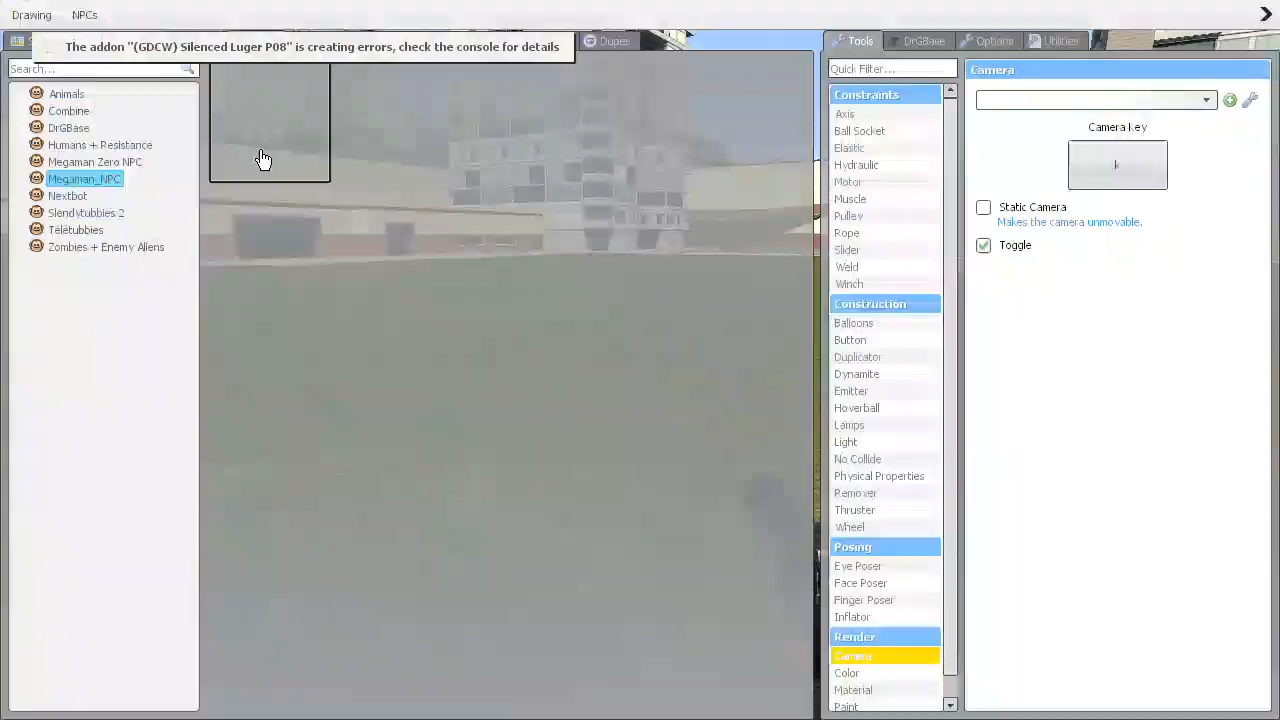 Drawing NPCs
The addon "(GDCW) Silenced Luger P08" is creating errors, check the console for details
Dupes
Search...
Animals
Combine
DrGBase
Humans + Resistance
Megaman Zero NPC
Megaman_NPC
Nextbot
Slendytubbies 2
Teletubbies
Zombies + Enemy Aliens
Tools DrGBase Options Utilities
Quick Filter...
Constraints
Axis
Ball Socket
Elastic
Hydraulic
Motor
Muscle
Pulley
Rope
Slider
Weld
Winch
Construction
Balloons
Button
Duplicator
Dynamite
Emitter
Hoverball
Lamps
Light
No Collide
Physical Properties
Remover
Thruster
Wheel
Posing
Eye Poser
Face Poser
Finger Poser
Inflator
Render
Camera
Color
Material
Paint
Camera
Camera Key
k
Static Camera
Makes the camera unmovable.
Toggle